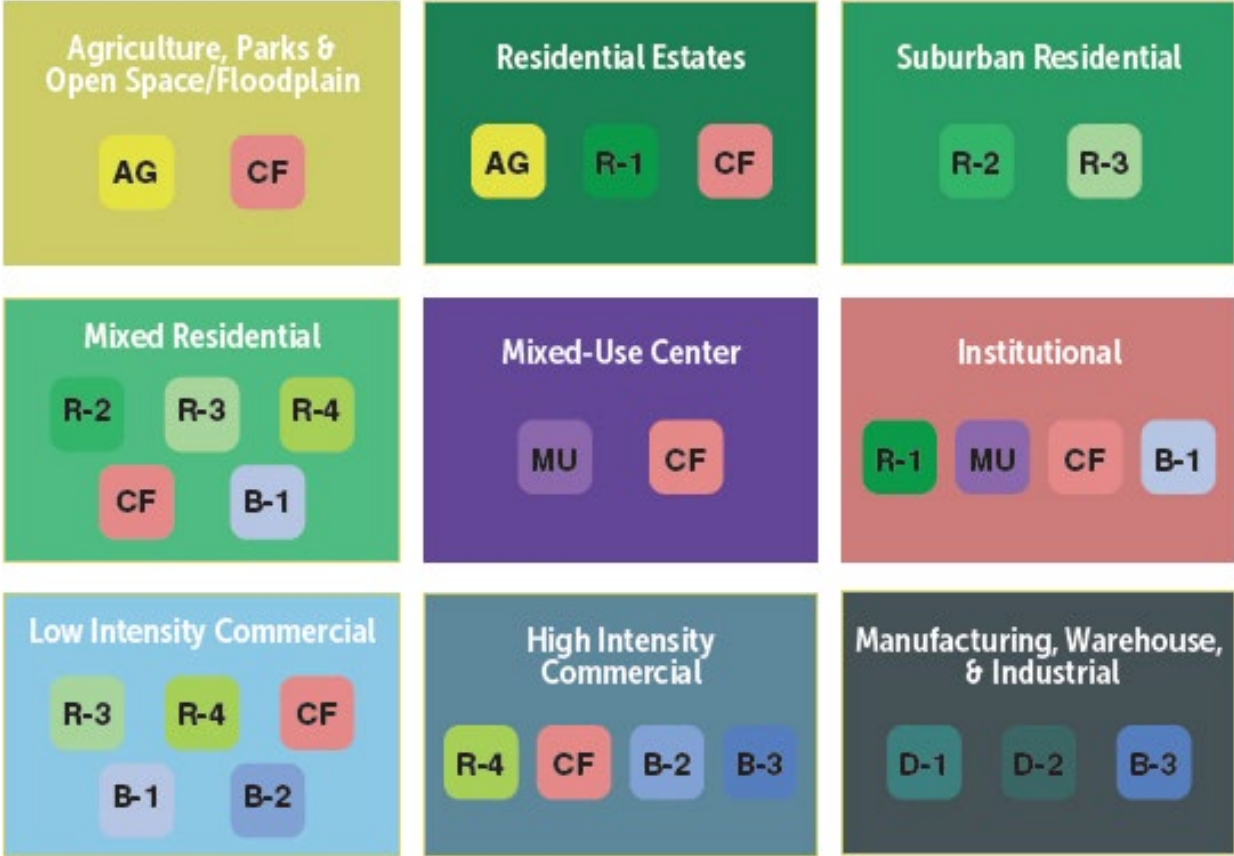 Agriculture, Parks &
Open Space/Floodplain
AG CF
Residential Estates
AG R-1 CF
Suburban Residential
R-2 R-3
Mixed Residential
R-2 R-3 R-4
CF B-1
Mixed-Use Center
MU CF
Institutional
R-1 MU CF B-1
Low Intensity Commercial
R-3 R-4 CF
B-1 B-2
High Intensity
Commercial
R-4 CF B-2 B-3
Manufacturing, Warehouse,
& Industrial
D-1 D-2 B-3